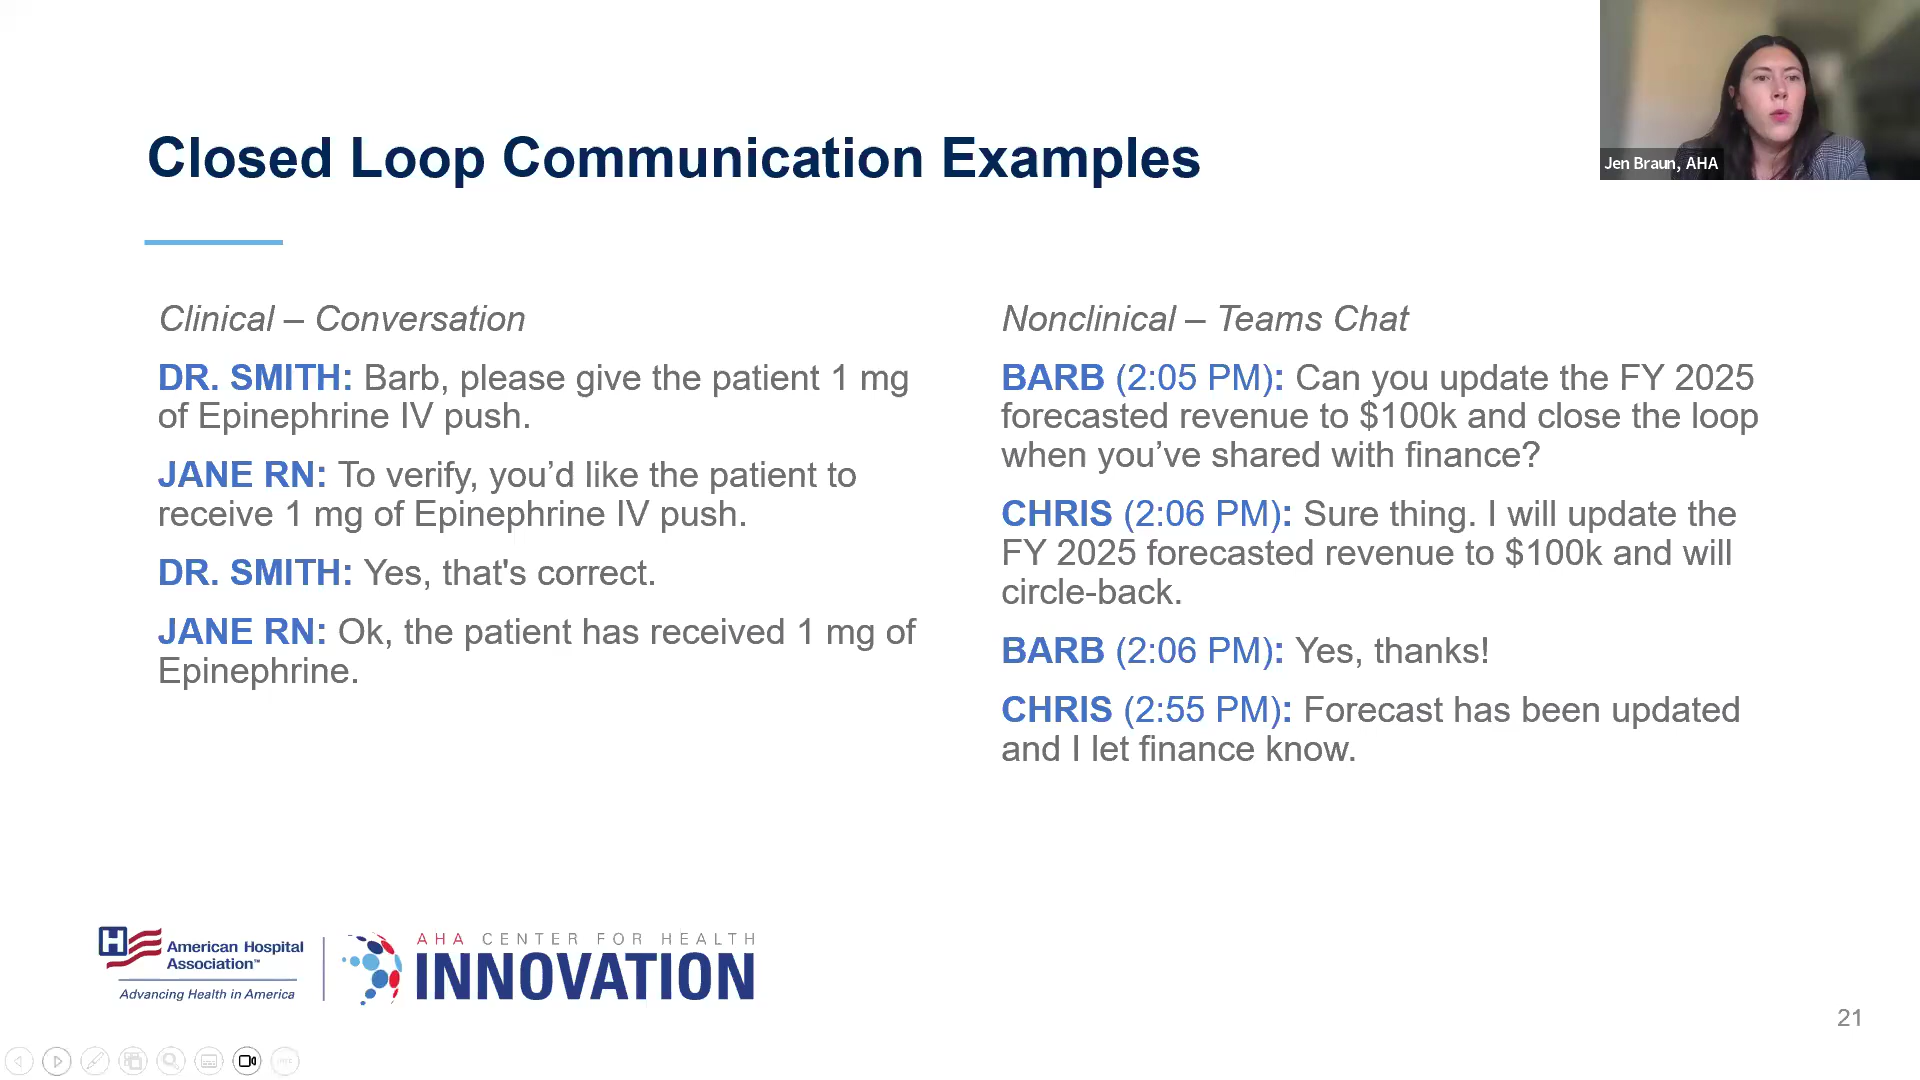 Jen Braun, AHA
Closed Loop Communication Examples
Clinical – Conversation
DR. SMITH: Barb, please give the patient 1 mg
of Epinephrine IV push.
JANE RN: To verify, you’d like the patient to
receive 1 mg of Epinephrine IV push.
DR. SMITH: Yes, that's correct.
JANE RN: Ok, the patient has received 1 mg of
Epinephrine.
Nonclinical – Teams Chat
BARB (2:05 PM): Can you update the FY 2025
forecasted revenue to $100k and close the loop
when you’ve shared with finance?
CHRIS (2:06 PM): Sure thing. I will update the
FY 2025 forecasted revenue to $100k and will
circle-back.
BARB (2:06 PM): Yes, thanks!
CHRIS (2:55 PM): Forecast has been updated
and I let finance know.
H
American Hospital
Association™
Advancing Health in America
AHA CENTER FOR HEALTH
INNOVATION
21